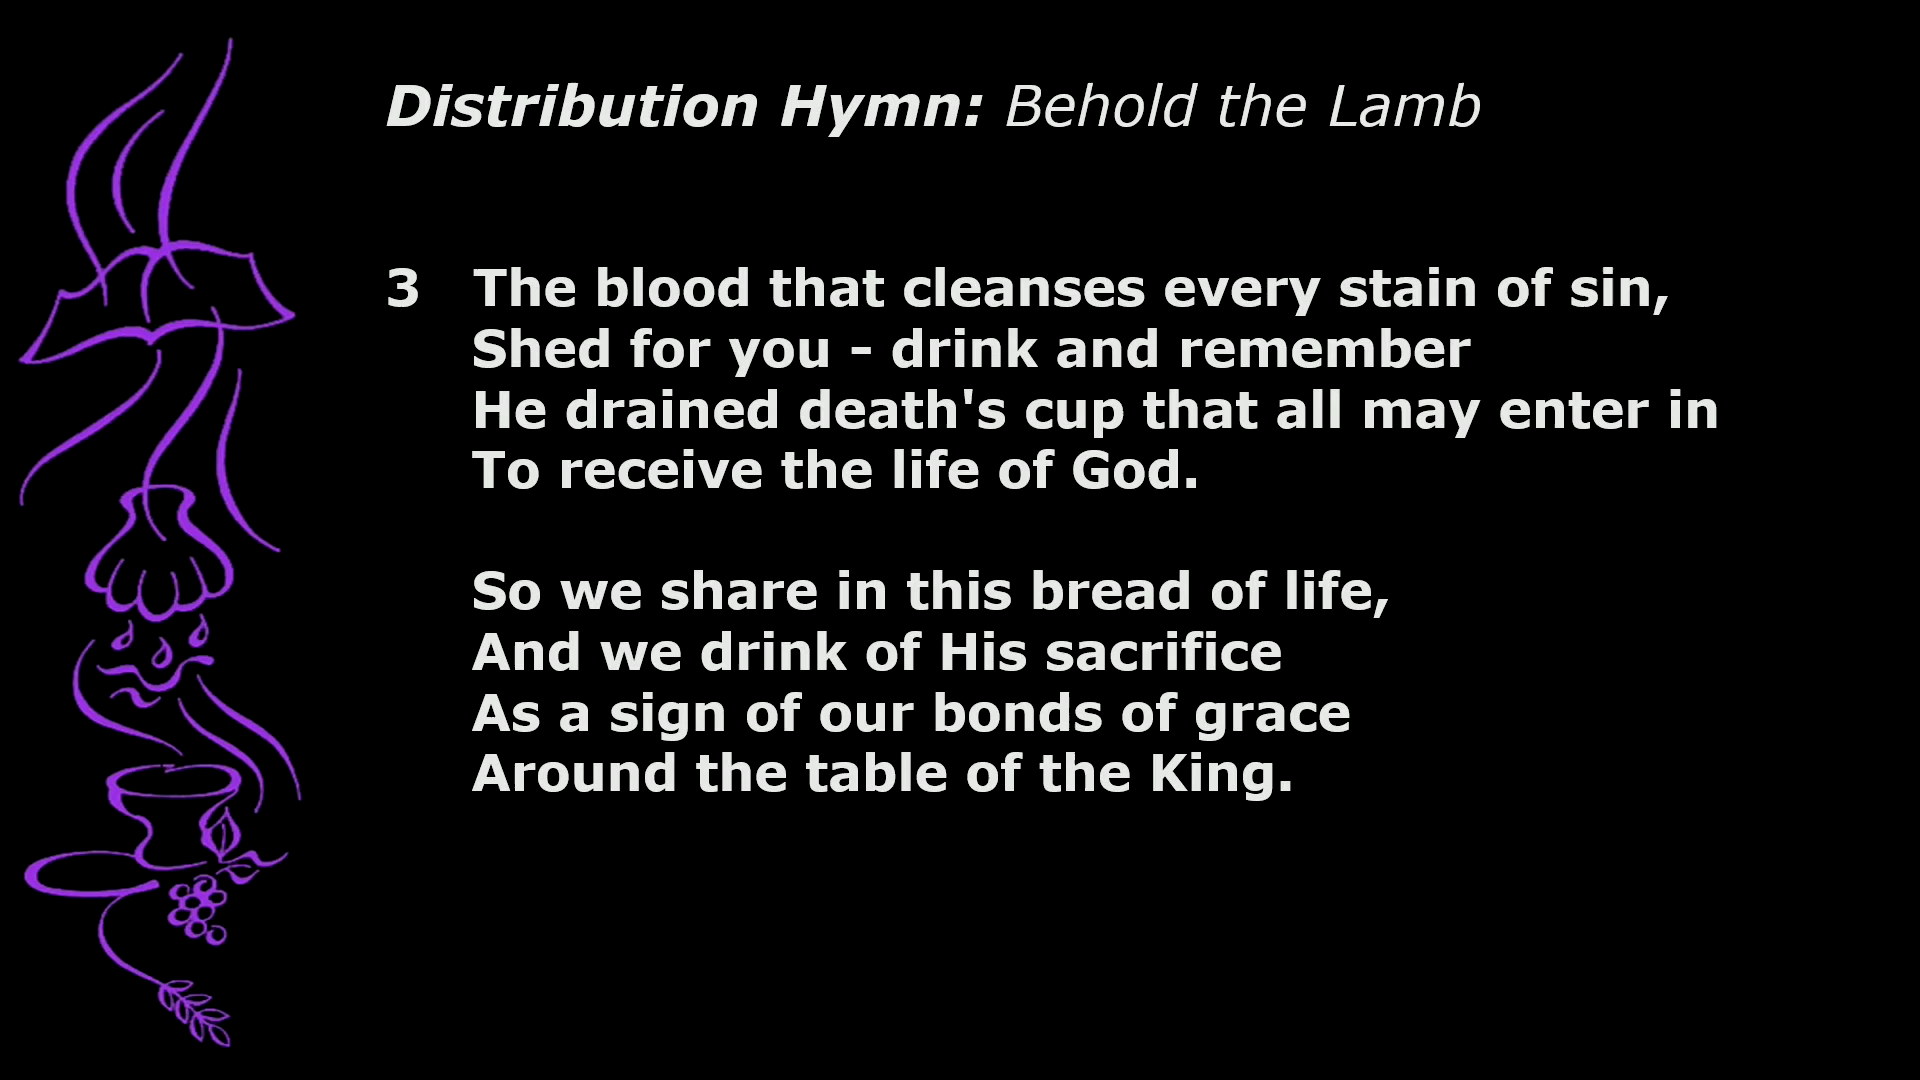 Distribution Hymn: Behold the Lamb
3 The blood that cleanses every stain of sin,
Shed for you - drink and remember
He drained death's cup that all may enter in
To receive the life of God.
So we share in this bread of life,
And we drink of His sacrifice
As a sign of our bonds of grace
Around the table of the King.